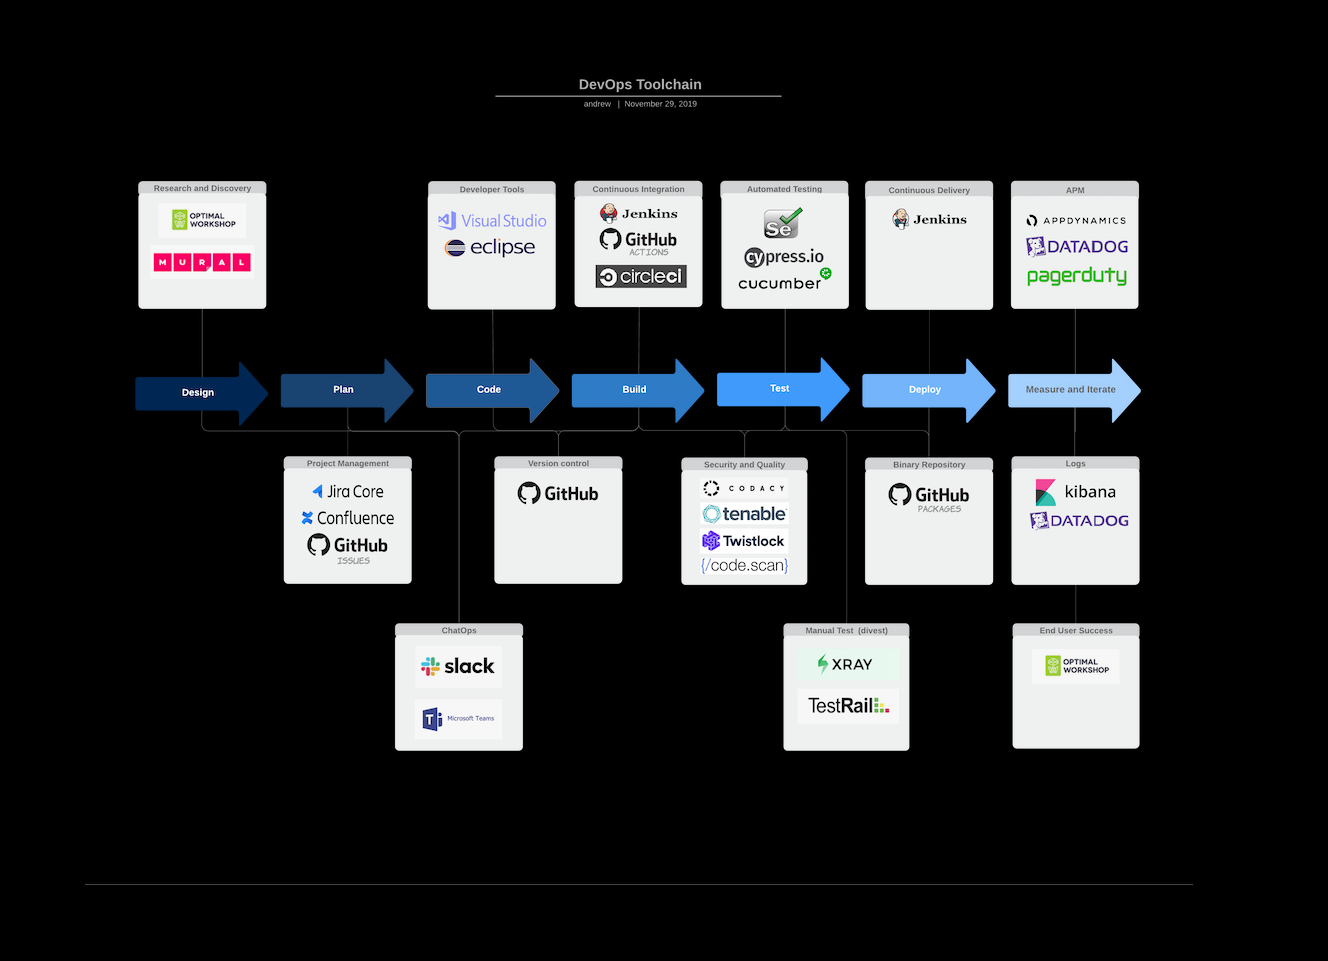 DevOps Toolchain
andrew | November 29, 2019
Research and Discovery
OPTIMAL
WORKSHOP
MURAL
Developer Tools
Visual Studio
eclipse
Continuous Integration
Jenkins
GitHub
ACTIONS
circleci
Automated Testing
Se
cypress.io
cucumber
Continuous Delivery
Jenkins
APM
APPDYNAMICS
DATADOG
pagerduty
Design
Plan
Code
Build
Test
Deploy
Measure and Iterate
Project Management
Jira Core
Confluence
GitHub
ISSUES
Version control
GitHub
Security and Quality
CODACY
tenable
Twistlock
{/code.scan}
Binary Repository
GitHub
PACKAGES
Logs
kibana
DATADOG
ChatOps
slack
T
Microsoft Teams
Manual Test (divest)
XRAY
TestRail
End User Success
OPTIMAL
WORKSHOP